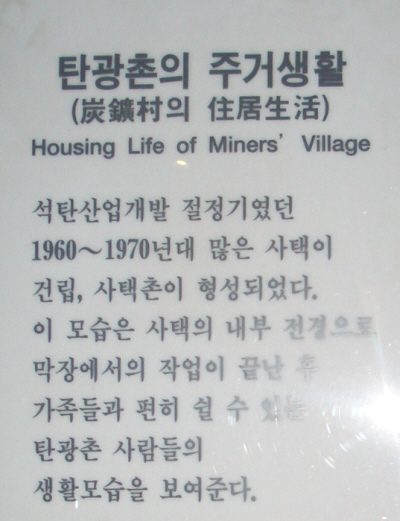 탄광촌의 주거생활
(炭鑛村의 住居生活)
Housing Life of Miners' Village
석탄산업개발 절정기였던
1960～1970년대 많은 사택이
건립, 사택촌이 형성되었다.
이 모습은 사택의 내부 전경으로
막장에서의 작업이 끝난 후
가족들과 편히 쉴 수 있는
탄광촌 사람들의
생활모습을 보여준다.